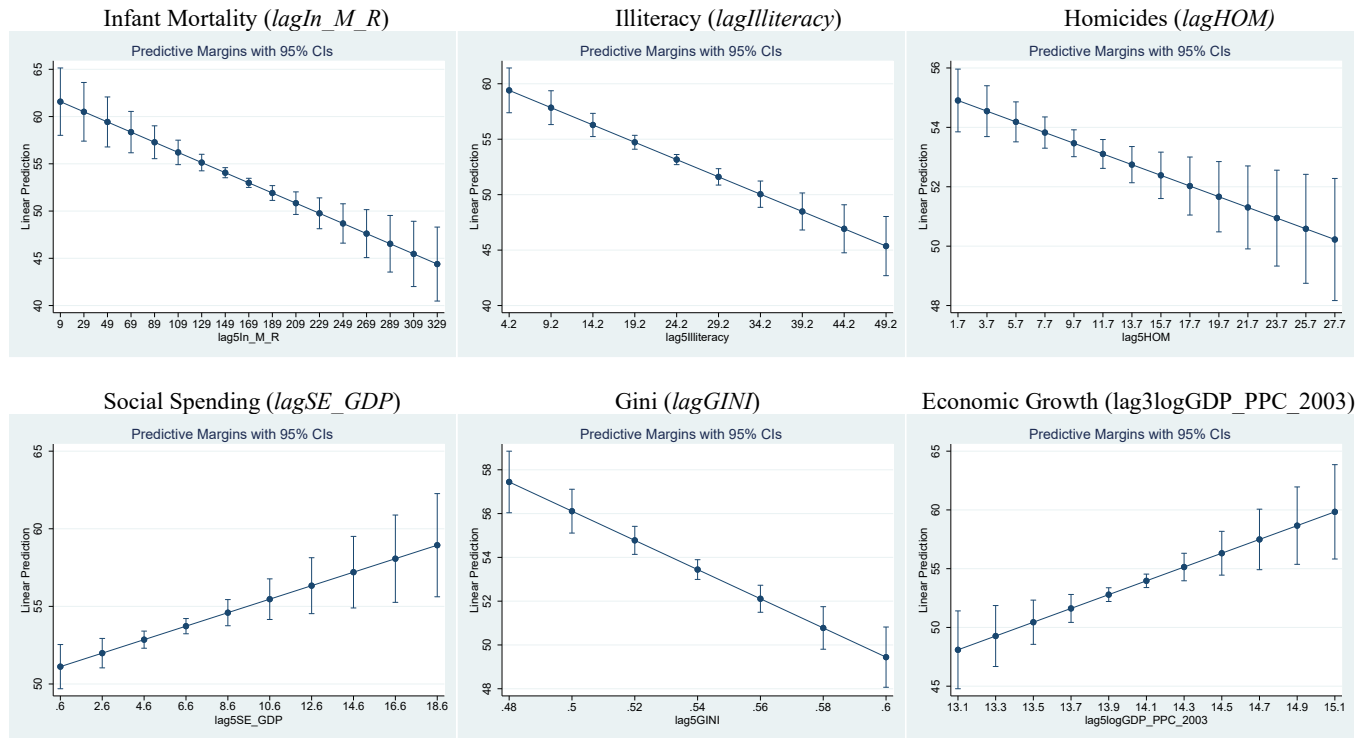 Infant Mortality (lagIn_M_R)
Predictive Margins with 95% CIs
Linear Prediction
65
60
55
50
45
40
9 29 49 69 89 109 129 149 169 189 209 229 249 269 289 309 329
lag5In_M_R
Illiteracy (lagIlliteracy)
Predictive Margins with 95% CIs
Linear Prediction
60
55
50
45
40
4.2 9.2 14.2 19.2 24.2 29.2 34.2 39.2 44.2 49.2
lag5Illiteracy
Homicides (lagHOM)
Predictive Margins with 95% CIs
Linear Prediction
56
54
52
50
48
1.7 3.7 5.7 7.7 9.7 11.7 13.7 15.7 17.7 19.7 21.7 23.7 25.7 27.7
lag5HOM
Social Spending (lagSE_GDP)
Predictive Margins with 95% CIs
Linear Prediction
65
60
55
50
.6 2.6 4.6 6.6 8.6 10.6 12.6 14.6 16.6 18.6
lag5SE_GDP
Gini (lagGINI)
Predictive Margins with 95% CIs
Linear Prediction
58
56
54
52
50
48
.48 .5 .52 .54 .56 .58 .6
lag5GINI
Economic Growth (lag3logGDP_PPC_2003)
Predictive Margins with 95% CIs
Linear Prediction
65
60
55
50
45
13.1 13.3 13.5 13.7 13.9 14.1 14.3 14.5 14.7 14.9 15.1
lag5logGDP_PPC_2003